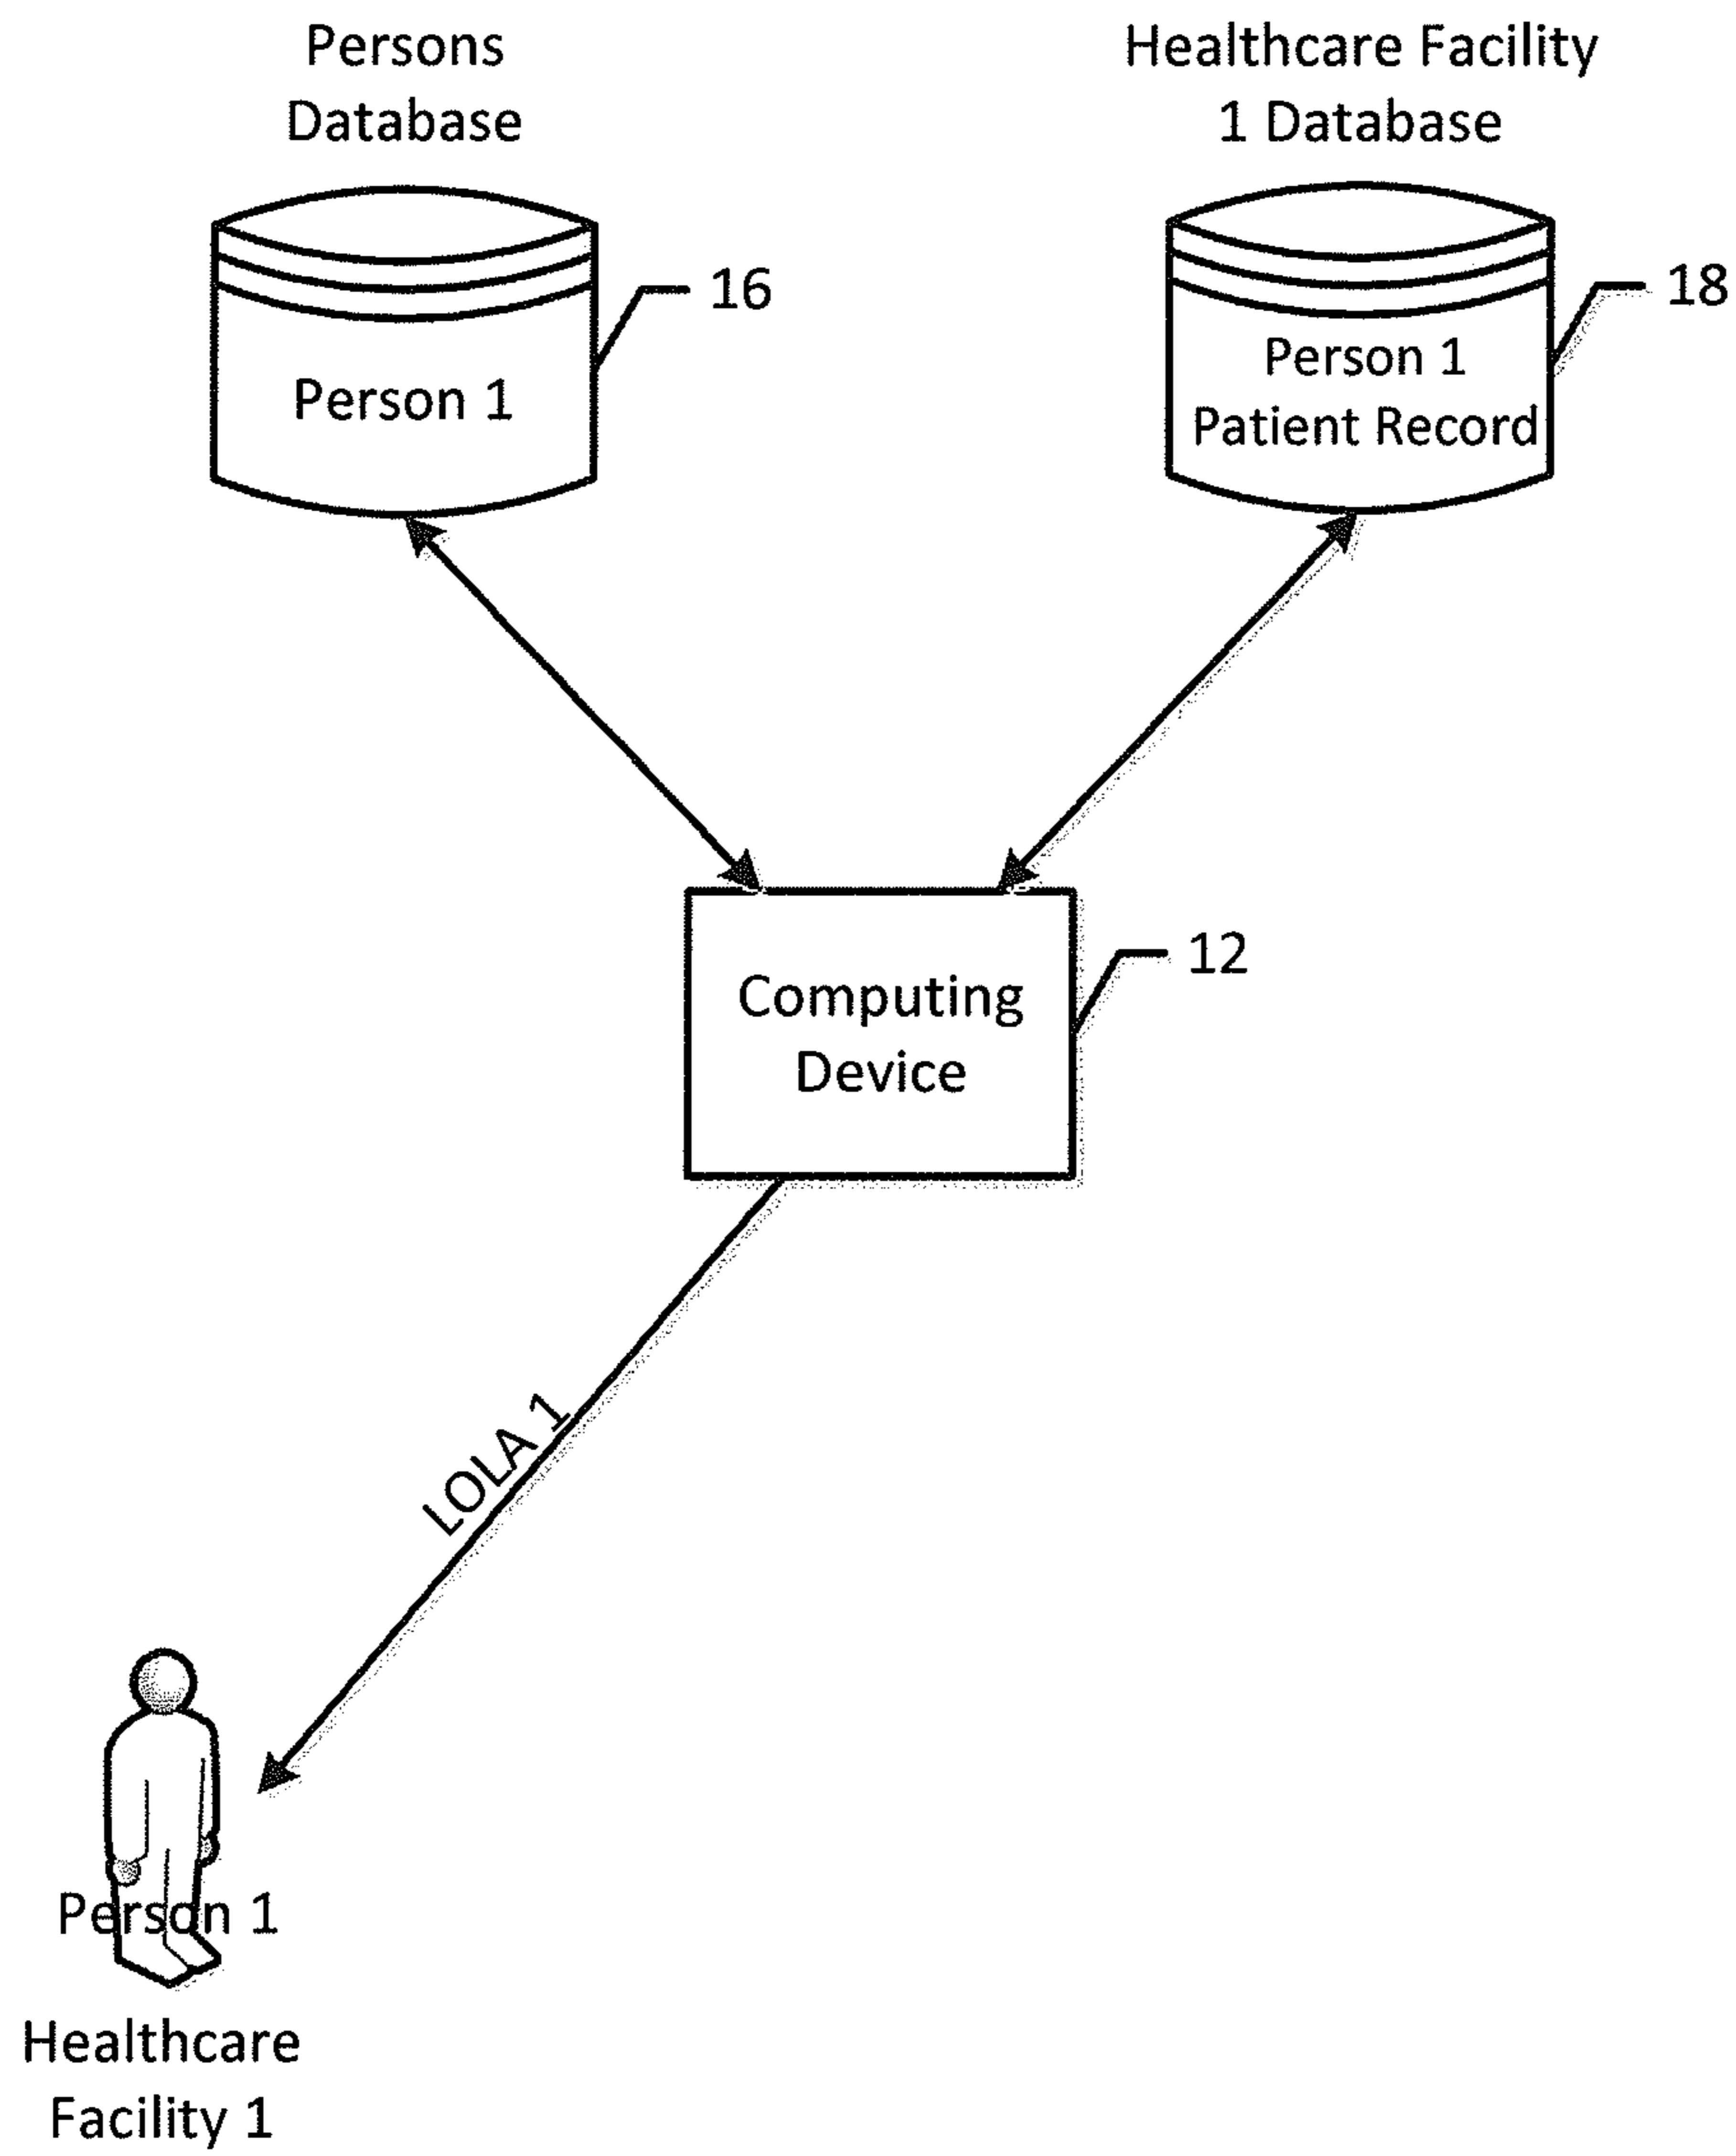 Persons
Database
Healthcare Facility
1 Database
16
18
Person 1
Person 1
Patient Record
12
Computing
Device
LOLA 1
Person 1
Healthcare
Facility 1